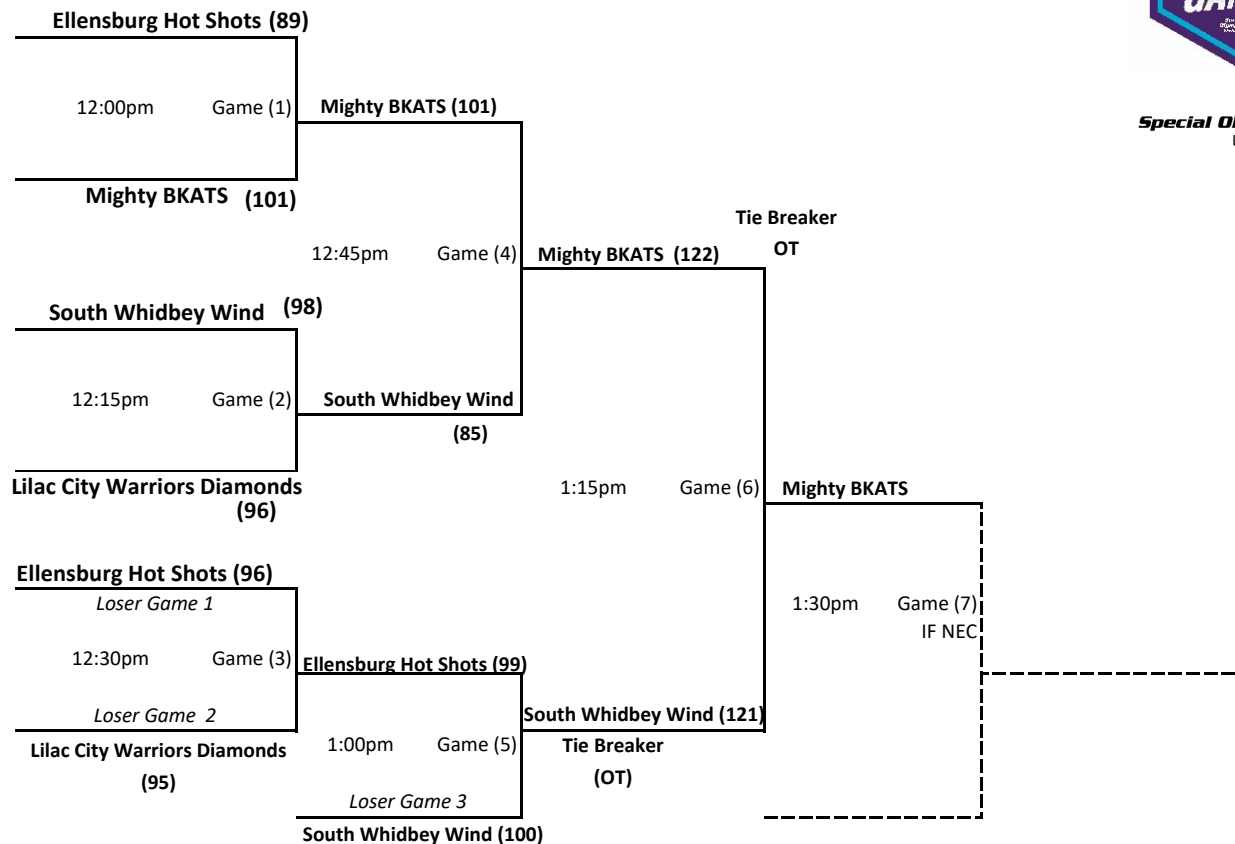 Ellensburg Hot Shots (89)
12:00pm Game (1)
Mighty BKATS (101)
Mighty BKATS (101)
Special Ol
Tie Breaker
OT
12:45pm Game (4)
Mighty BKATS (122)
South Whidbey Wind (98)
12:15pm Game (2)
South Whidbey Wind
(85)
Lilac City Warriors Diamonds
(96)
1:15pm Game (6)
Mighty BKATS
Ellensburg Hot Shots (96)
Loser Game 1
1:30pm Game (7)
IF NEC
12:30pm Game (3)
Ellensburg Hot Shots (99)
Loser Game 2
South Whidbey Wind (121)
Lilac City Warriors Diamonds
(95)
1:00pm Game (5)
Tie Breaker
(OT)
Loser Game 3
South Whidbey Wind (100)